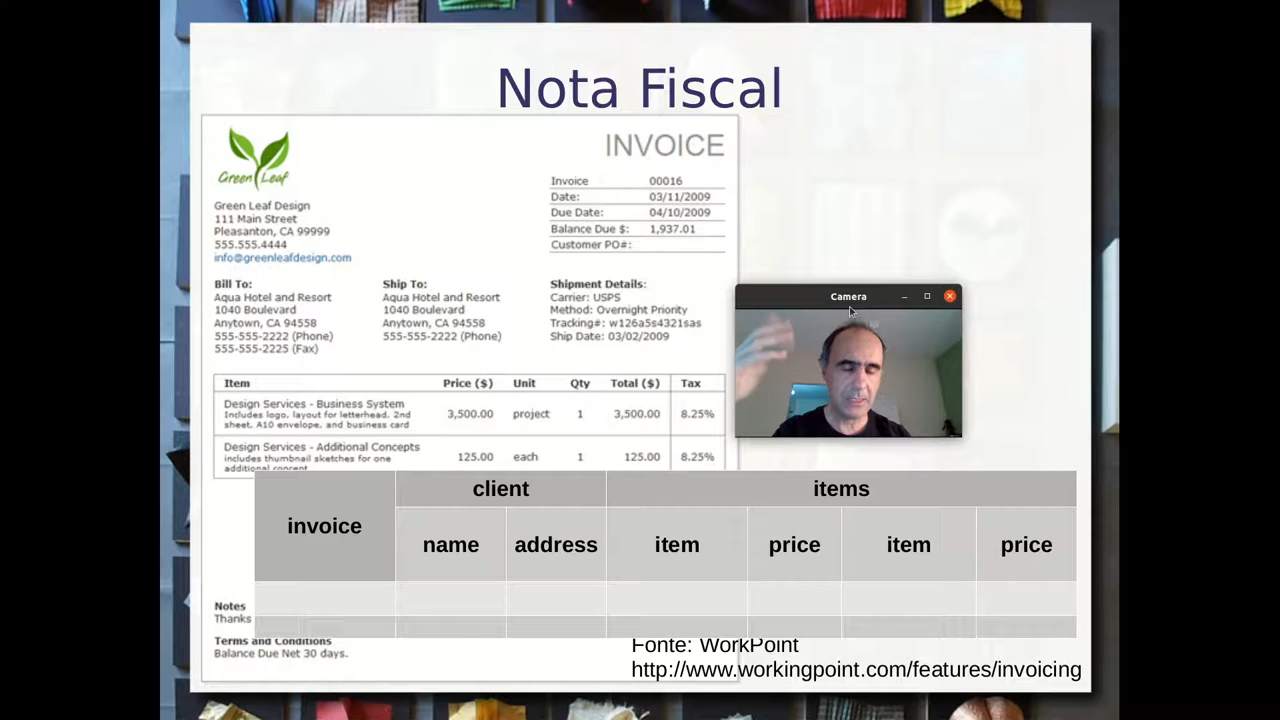 Nota Fiscal
Green Leaf
INVOICE
Invoice 00016
Date: 03/11/2009
Due Date: 04/10/2009
Balance Due $: 1,937.01
Customer PO#:
Green Leaf Design
111 Main Street
Pleasanton, CA 99999
555.555.4444
info@greenleafdesign.com
Bill To:
Aqua Hotel and Resort
1040 Boulevard
Anytown, CA 94558
555-555-2222 (Phone)
555-555-2225 (Fax)
Ship To:
Aqua Hotel and Resort
1040 Boulevard
Anytown, CA 94558
555-555-2222 (Phone)
Shipment Details:
Carrier: USPS
Method: Overnight Priority
Tracking#: w126a5s4321sas
Ship Date: 03/02/2009
Camera
Item Price ($) Unit Qty Total ($) Tax
Design Services - Business System
Includes logo, layout for letterhead, 2nd
sheet, A10 envelope, and business card
3,500.00 project 1 3,500.00 8.25%
Design Services - Additional Concepts
includes thumbnail sketches for one
additional concept
125.00 each 1 125.00 8.25%
invoice client items
name address item price item price
Notes
Thanks
Terms and Conditions
Balance Due Net 30 days.
Fonte: WorkPoint
http://www.workingpoint.com/features/invoicing